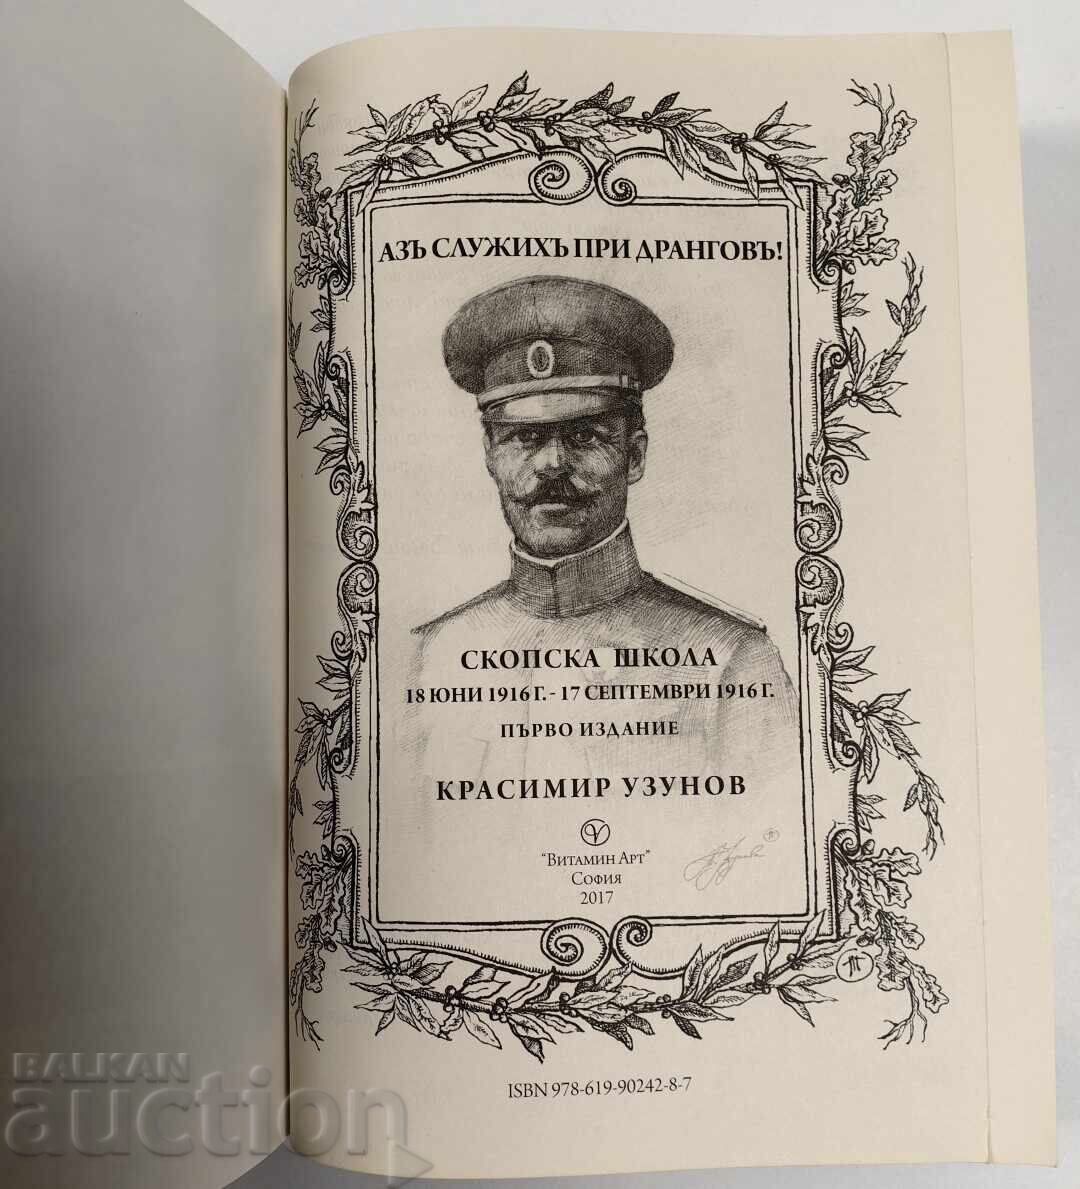 АЗЪ СЛУЖИХЪ ПРИ ДРАНГОВЪ!
СКОПСКА ШКОЛА
18 ЮНИ 1916 Г. - 17 СЕПТЕМВРИ 1916 Г.
ПЪРВО ИЗДАНИЕ
КРАСИМИР УЗУНОВ
"ВИТАМИН АРТ"
СОФИЯ
2017
ISBN 978-619-90242-8-7
BALKAN
auction